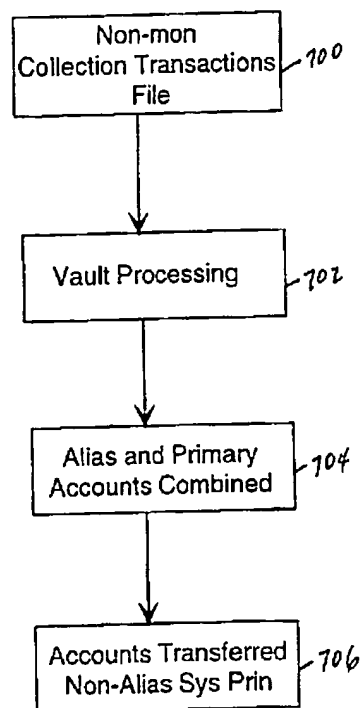 Non-mon
Collection Transactions
File
700
Vault Processing
702
Alias and Primary
Accounts Combined
704
Accounts Transferred
Non-Alias Sys Prin
706